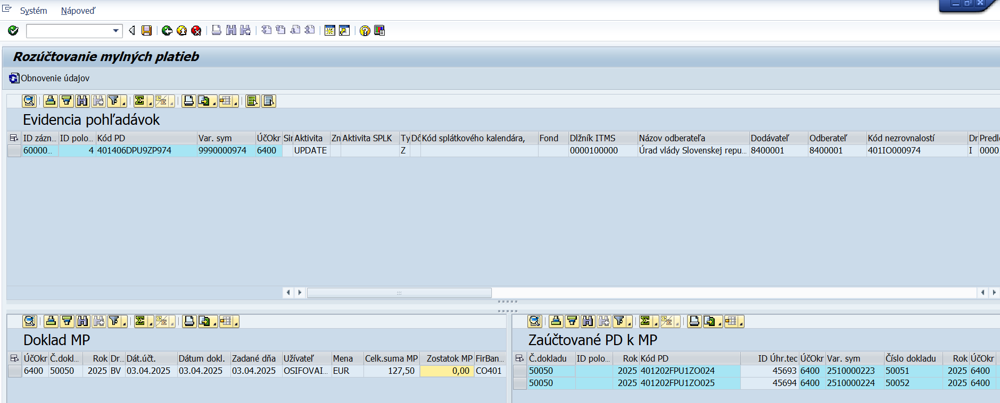 Systém Nápoveď
Rozúčtovanie mylných platieb
Obnovenie údajov
Evidencia pohľadávok
ID zázn... ID polo... Kód PD Var. sym ÚčOkr Sin Aktivita Zn Aktivita SPLK Ty Dô Kód splátkového kalendára, Fond Dlžník ITMS Názov odberateľa Dodávateľ Odberateľ Kód nezrovnalostí Dr Predlo
60000... 4 401406DPU9ZP974 9990000974 6400 UPDATE Z 0000100000 Úrad vlády Slovenskej repu... 8400001 8400001 401IO000974 I 0000
Doklad MP
ÚčOkr Č.dokl... Rok Dr... Dát.účt. Dátum dokl. Zadané dňa Užívateľ Mena Celk.suma MP Zostatok MP FirBan...
6400 50050 2025 BV 03.04.2025 03.04.2025 03.04.2025 OSIFOVAI... EUR 127,50 0,00 CO401
Zaúčtované PD k MP
Č.dokladu ID polo... Rok Kód PD ID Úhr.tec ÚčOkr Var. sym Číslo dokladu Rok ÚčOkr
50050 2025 401202FPU1ZO024 45693 6400 2510000223 50051 2025 6400
50050 2025 401202FPU1ZO025 45694 6400 2510000224 50052 2025 6400